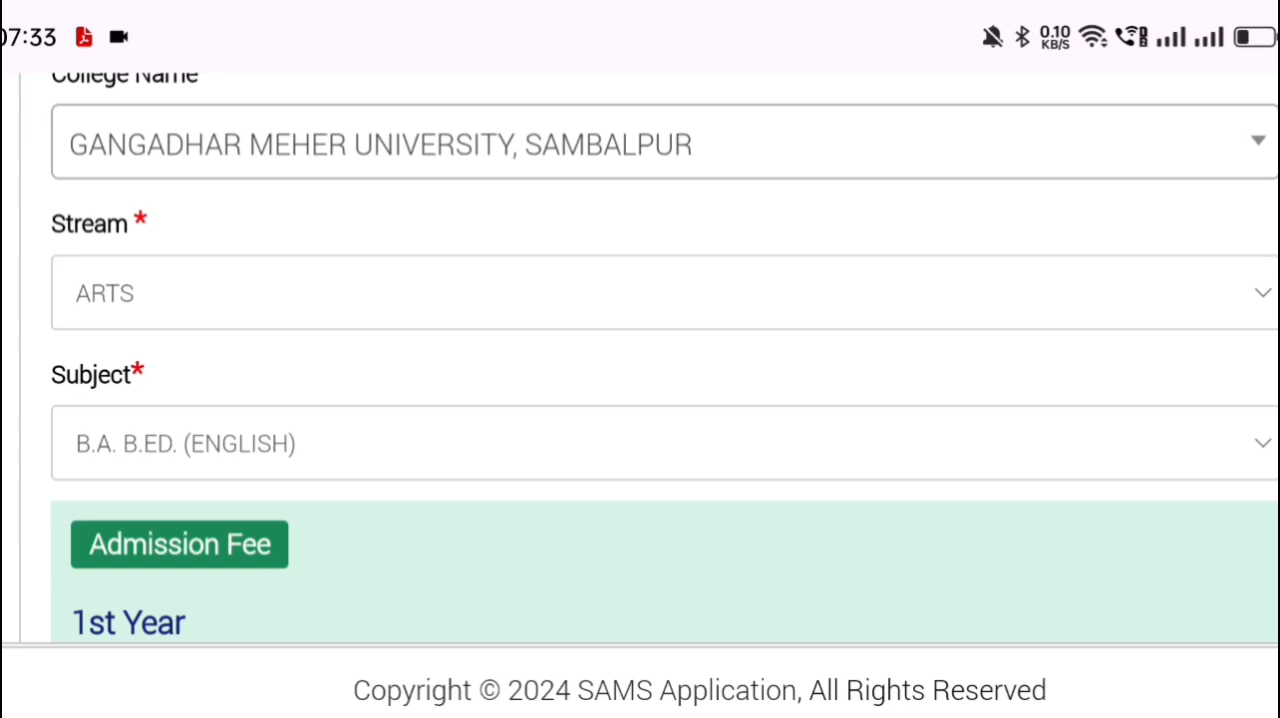 07:33
0.10
KB/S
College Name
GANGADHAR MEHER UNIVERSITY, SAMBALPUR
Stream *
ARTS
Subject*
B.A. B.ED. (ENGLISH)
Admission Fee
1st Year
Copyright © 2024 SAMS Application, All Rights Reserved